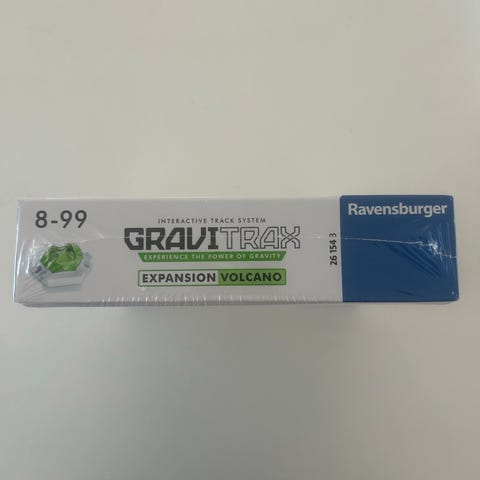 8-99
INTERACTIVE TRACK SYSTEM
GRAVITRAX
EXPERIENCE THE POWER OF GRAVITY
EXPANSION VOLCANO
26 154 3
Ravensburger